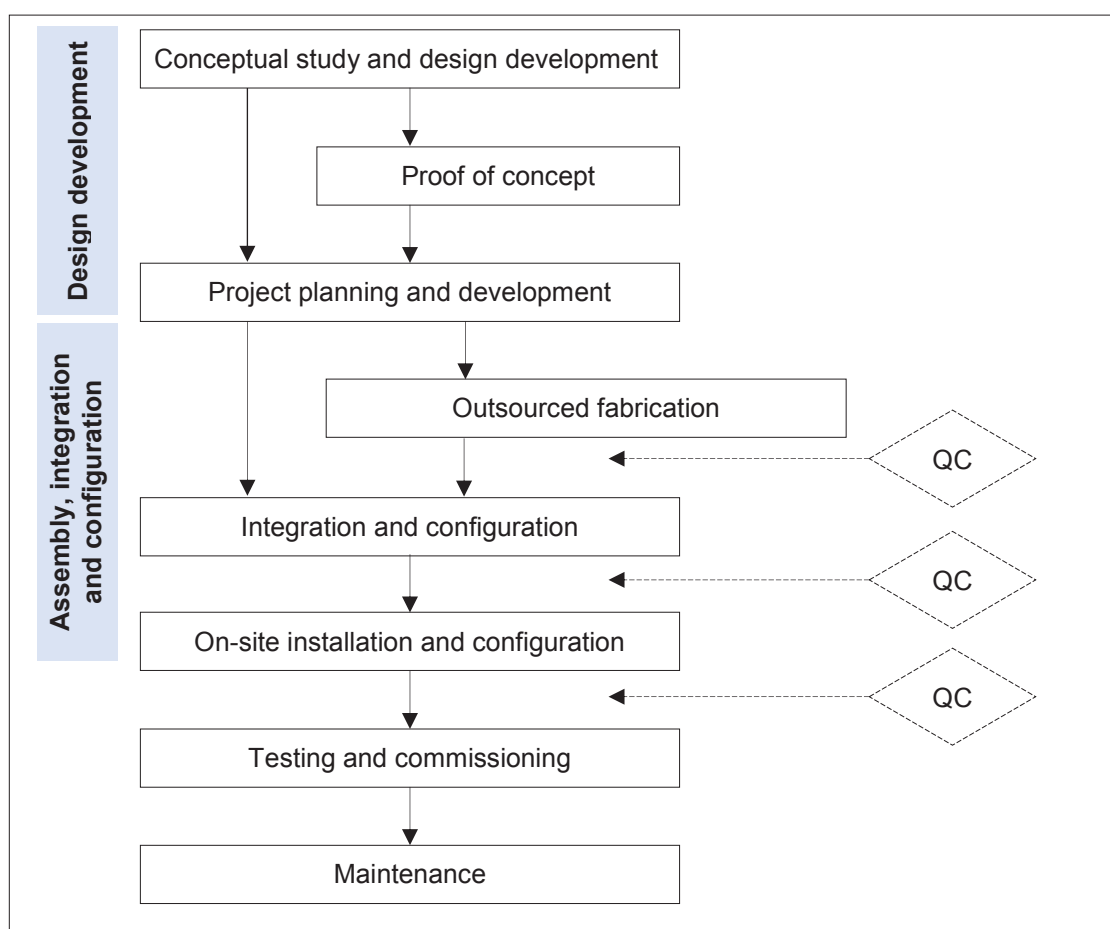 Design development
Conceptual study and design development
Proof of concept
Project planning and development
Assembly, integration
and configuration
Outsourced fabrication
QC
Integration and configuration
QC
On-site installation and configuration
QC
Testing and commissioning
Maintenance